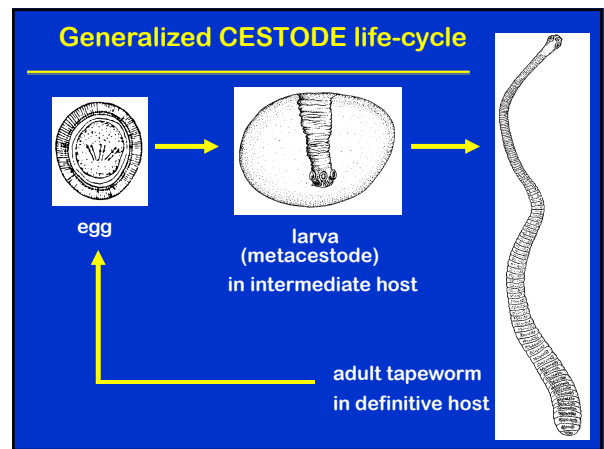 Generalized CESTODE life-cycle
egg
larva
(metacestode)
in intermediate host
adult tapeworm
in definitive host